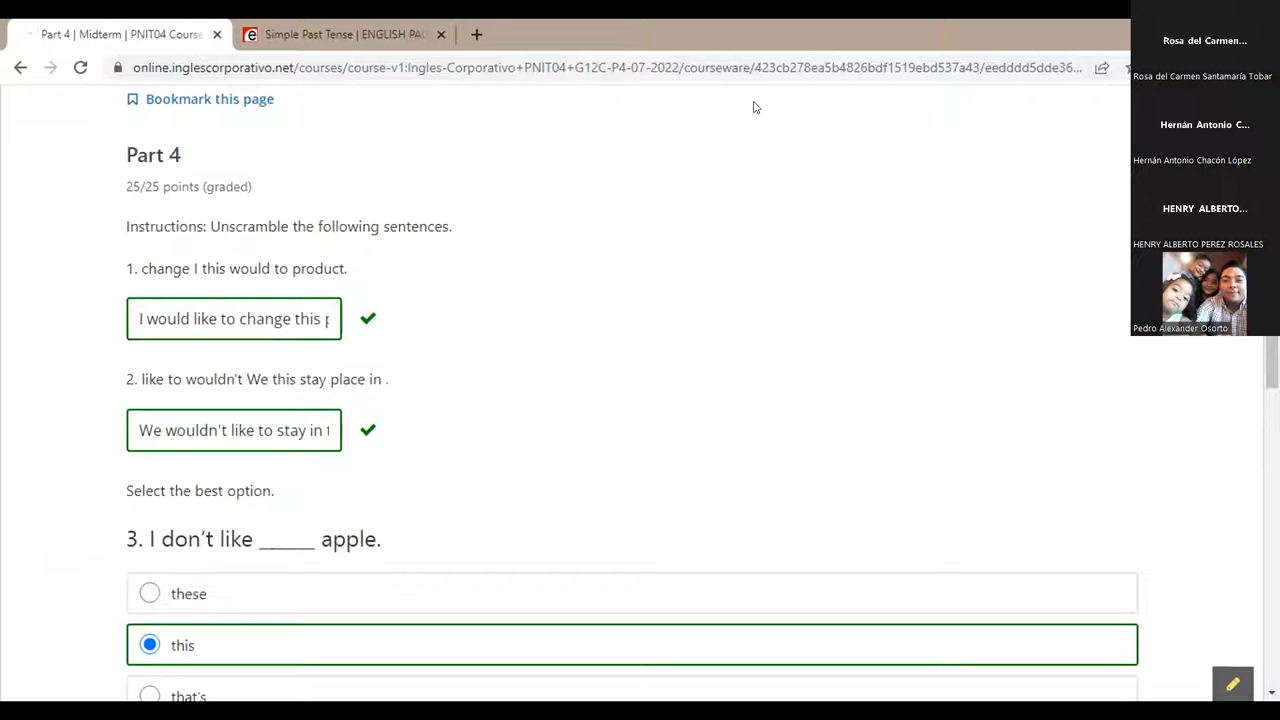 Part 4 | Midterm | PNIT04 Course
Simple Past Tense | ENGLISH PA
online.inglescorporativo.net/courses/course-v1:Ingles-Corporativo+PNIT04+G12C-P4-07-2022/courseware/423cb278ea5b4826bdf1519ebd537a43/eedddd5dde36...
Bookmark this page
Part 4
25/25 points (graded)
Instructions: Unscramble the following sentences.
1. change I this would to product.
I would like to change this p
2. like to wouldn't We this stay place in .
We wouldn't like to stay in t
Select the best option.
3. I don’t like ______ apple.
these
this
that's
Rosa del Carmen...
Rosa del Carmen Santamaría Tobar
Hernán Antonio C...
Hernán Antonio Chacón López
HENRY ALBERTO...
HENRY ALBERTO PEREZ ROSALES
Pedro Alexander Osorto